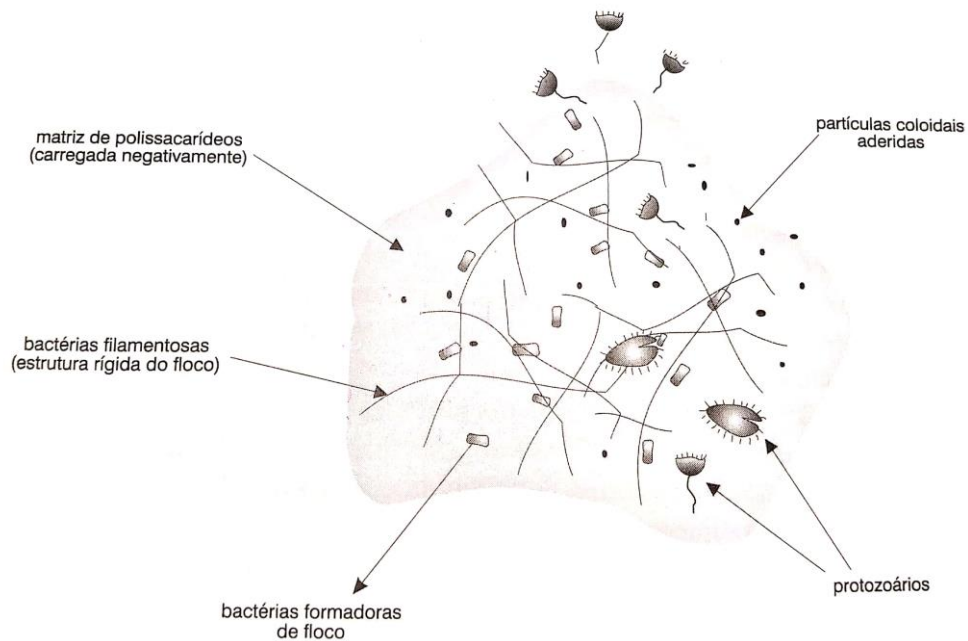 matriz de polissacarídeos
(carregada negativamente)
partículas coloidais
aderidas
bactérias filamentosas
(estrutura rígida do floco)
protozoários
bactérias formadoras
de floco